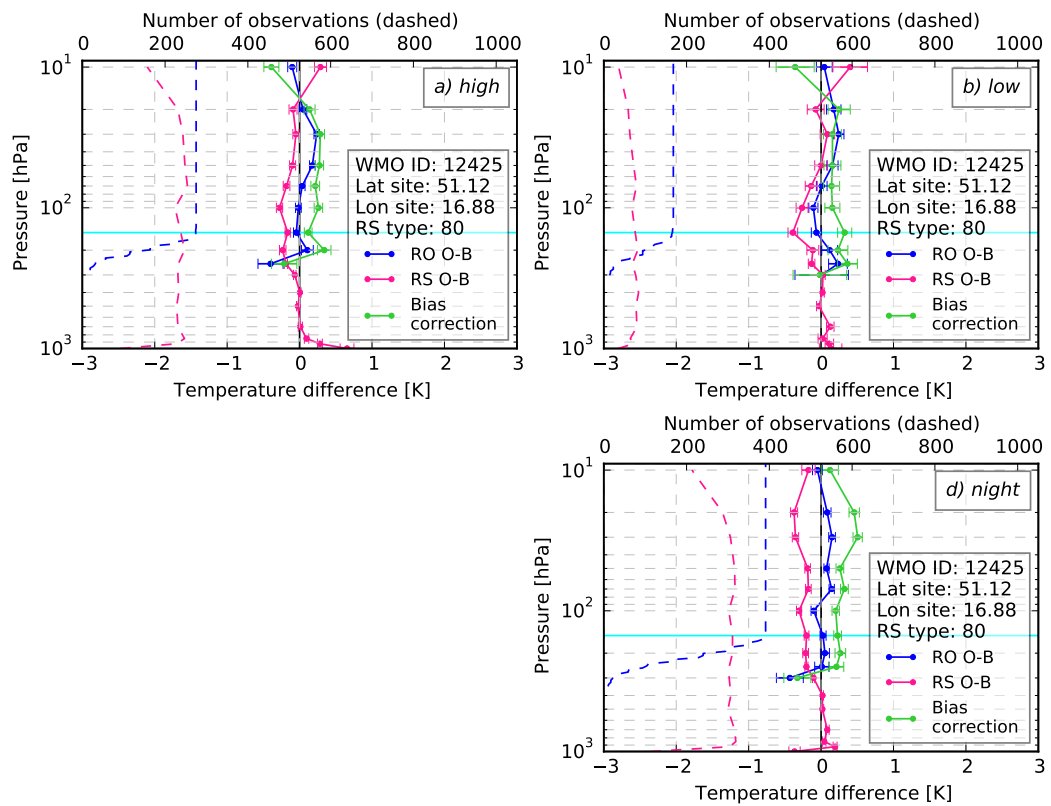 Number of observations (dashed)
0 200 400 600 800 1000
10¹
10²
10³
Pressure [hPa]
a) high
WMO ID: 12425
Lat site: 51.12
Lon site: 16.88
RS type: 80
RO O-B
RS O-B
Bias
correction
−3 −2 −1 0 1 2 3
Temperature difference [K]
Number of observations (dashed)
0 200 400 600 800 1000
10¹
10²
10³
Pressure [hPa]
b) low
WMO ID: 12425
Lat site: 51.12
Lon site: 16.88
RS type: 80
RO O-B
RS O-B
Bias
correction
−3 −2 −1 0 1 2 3
Temperature difference [K]
Number of observations (dashed)
0 200 400 600 800 1000
10¹
10²
10³
Pressure [hPa]
d) night
WMO ID: 12425
Lat site: 51.12
Lon site: 16.88
RS type: 80
RO O-B
RS O-B
Bias
correction
−3 −2 −1 0 1 2 3
Temperature difference [K]